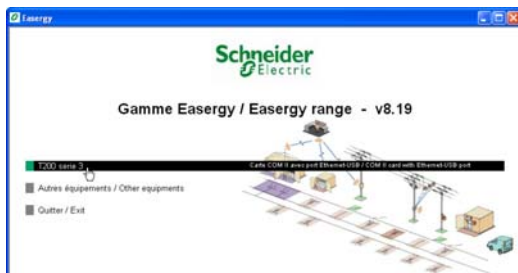 Easergy
Schneider
Electric
Gamme Easergy / Easergy range - v8.19
T200 serie 3 Carte COM II avec port Ethernet-USB / COM II card with Ethernet-USB port
Autres équipements / Other equipments
Quitter / Exit